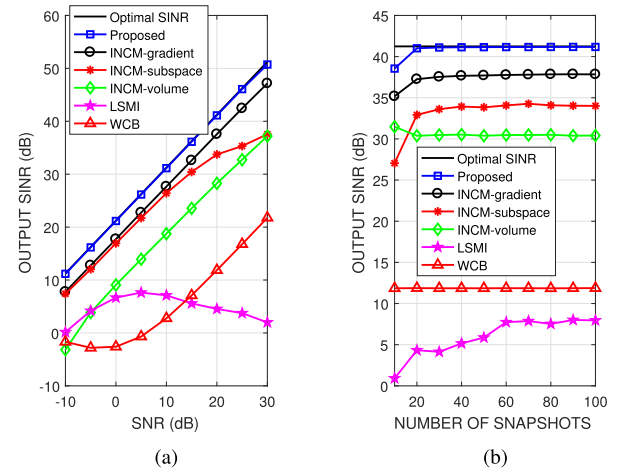 60
50
40
30
20
10
0
-10
-10
0
10
20
30
OUTPUT SINR (dB)
SNR (dB)
Optimal SINR
Proposed
INCM-gradient
INCM-subspace
INCM-volume
LSMI
WCB
(a)
45
40
35
30
25
20
15
10
5
0
20
40
60
80
100
OUTPUT SINR (dB)
NUMBER OF SNAPSHOTS
Optimal SINR
Proposed
INCM-gradient
INCM-subspace
INCM-volume
LSMI
WCB
(b)